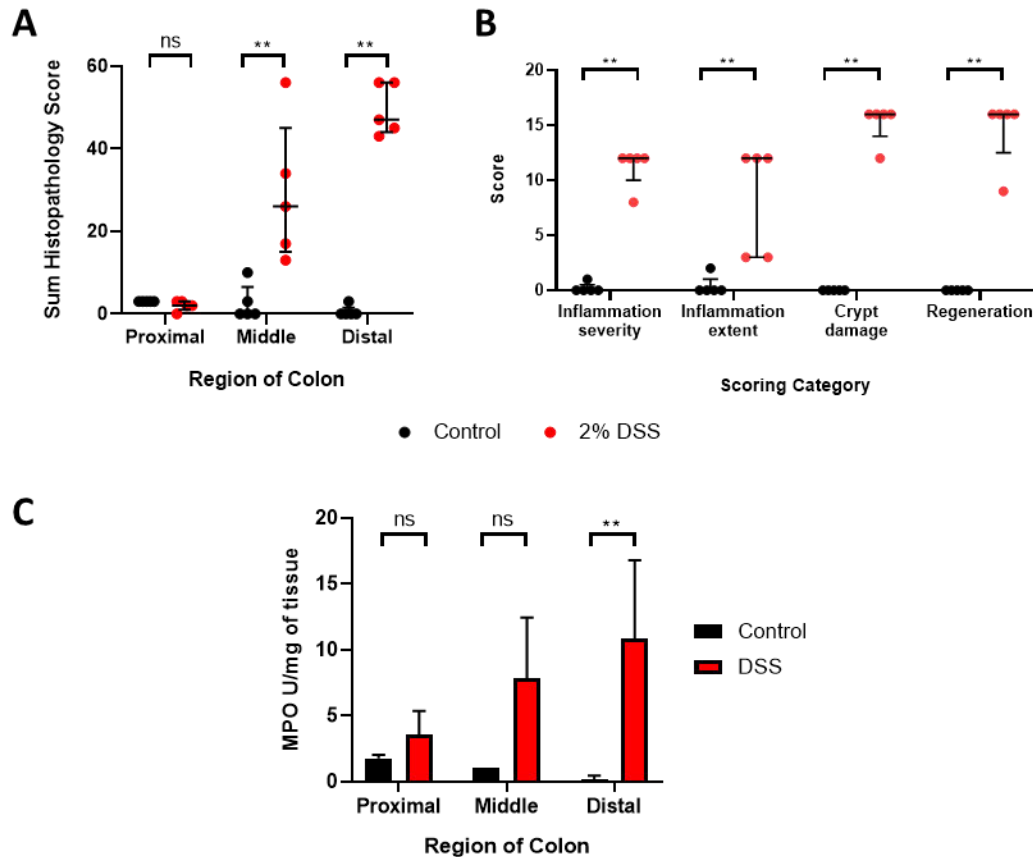 A
ns
**
**
Sum Histopathology Score
60
40
20
0
Proximal
Middle
Distal
Region of Colon
B
**
**
**
**
Score
20
15
10
5
0
Inflammation
severity
Inflammation
extent
Crypt
damage
Regeneration
Scoring Category
Control
2% DSS
C
ns
ns
**
MPO U/mg of tissue
20
15
10
5
0
Proximal
Middle
Distal
Region of Colon
Control
DSS